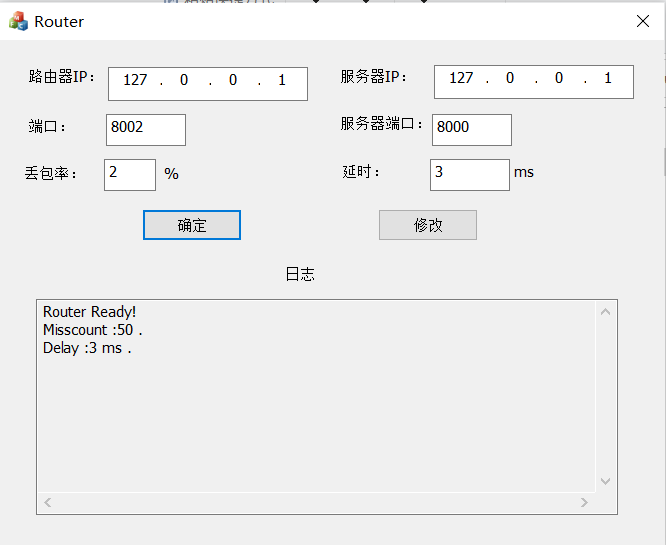 Router
路由器IP： 127 . 0 . 0 . 1 服务器IP： 127 . 0 . 0 . 1
端口： 8002 服务器端口： 8000
丢包率： 2 % 延时： 3 ms
确定 修改
日志
Router Ready!
Misscount :50 .
Delay :3 ms .